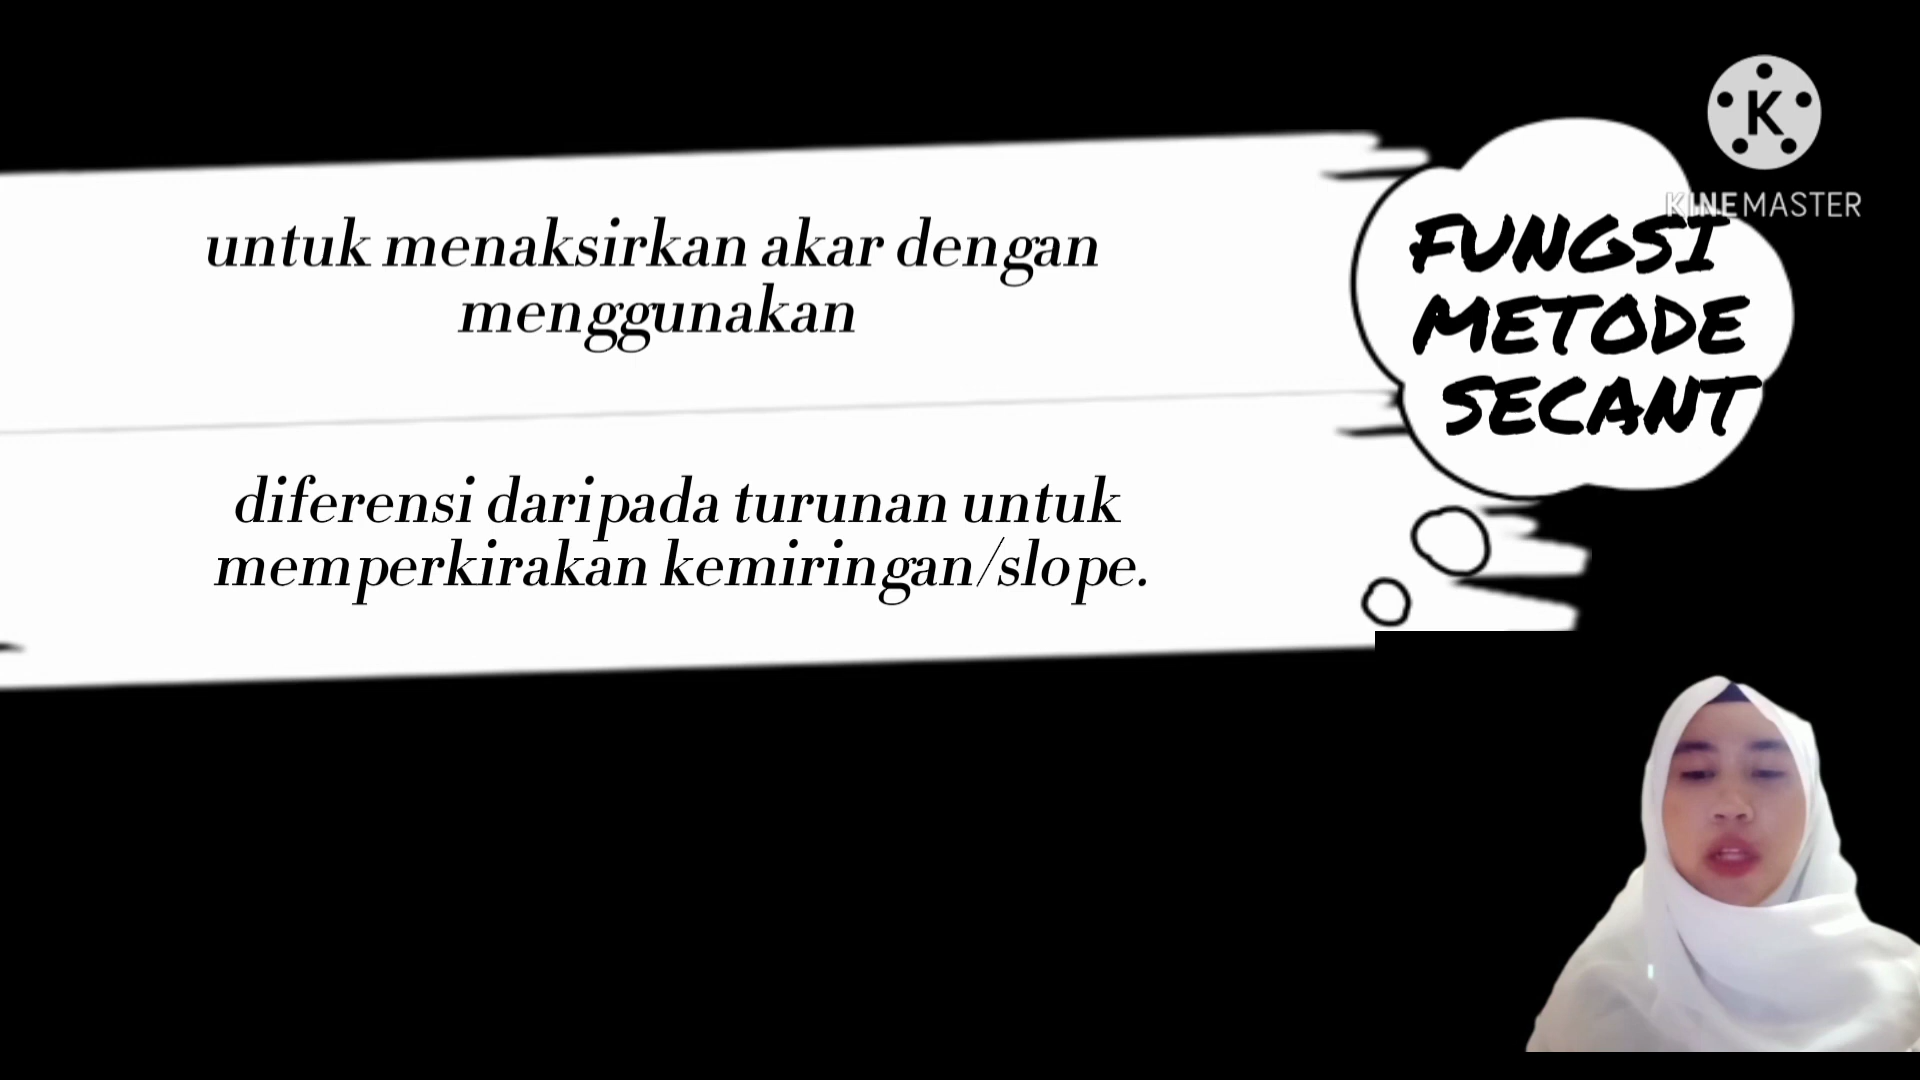 K
KINEMASTER
FUNGSI
METODE
SECANT
untuk menaksirkan akar dengan
menggunakan
diferensi daripada turunan untuk
memperkirakan kemiringan/slope.